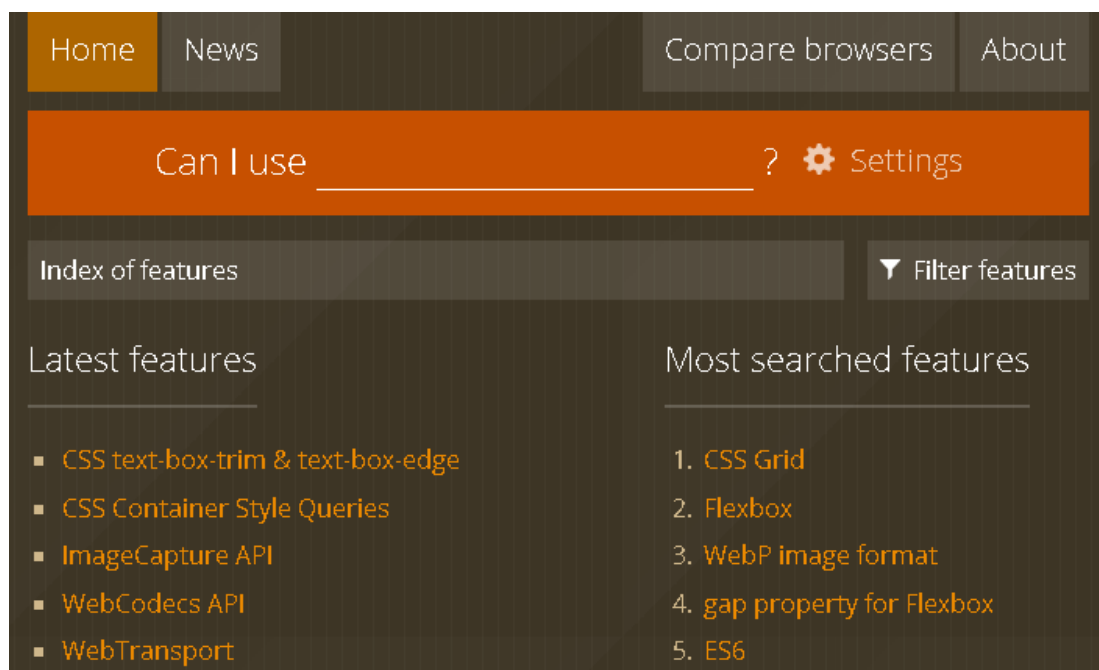 Home News Compare browsers About
Can I use ? Settings
Index of features Filter features
Latest features
CSS text-box-trim & text-box-edge
CSS Container Style Queries
ImageCapture API
WebCodecs API
WebTransport
Most searched features
1. CSS Grid
2. Flexbox
3. WebP image format
4. gap property for Flexbox
5. ES6